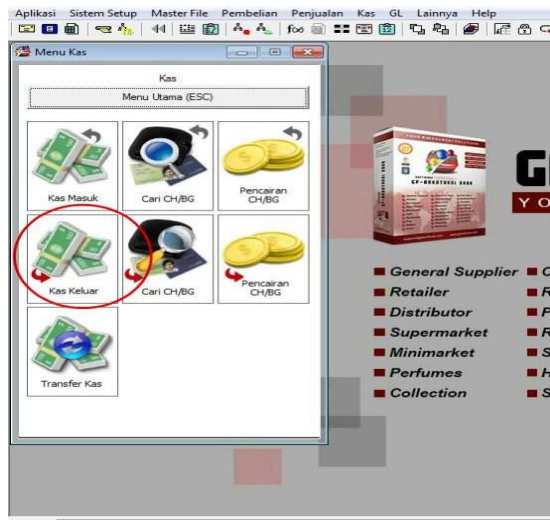 Aplikasi Sistem Setup Master File Pembelian Penjualan Kas GL Lainnya Help
Menu Kas
Kas
Menu Utama (ESC)
Kas Masuk
Cari CH/BG
Pencairan
CH/BG
Kas Keluar
Cari CH/BG
Pencairan
CH/BG
Transfer Kas
G
YO
General Supplier
Retailer
Distributor
Supermarket
Minimarket
Perfumes
Collection